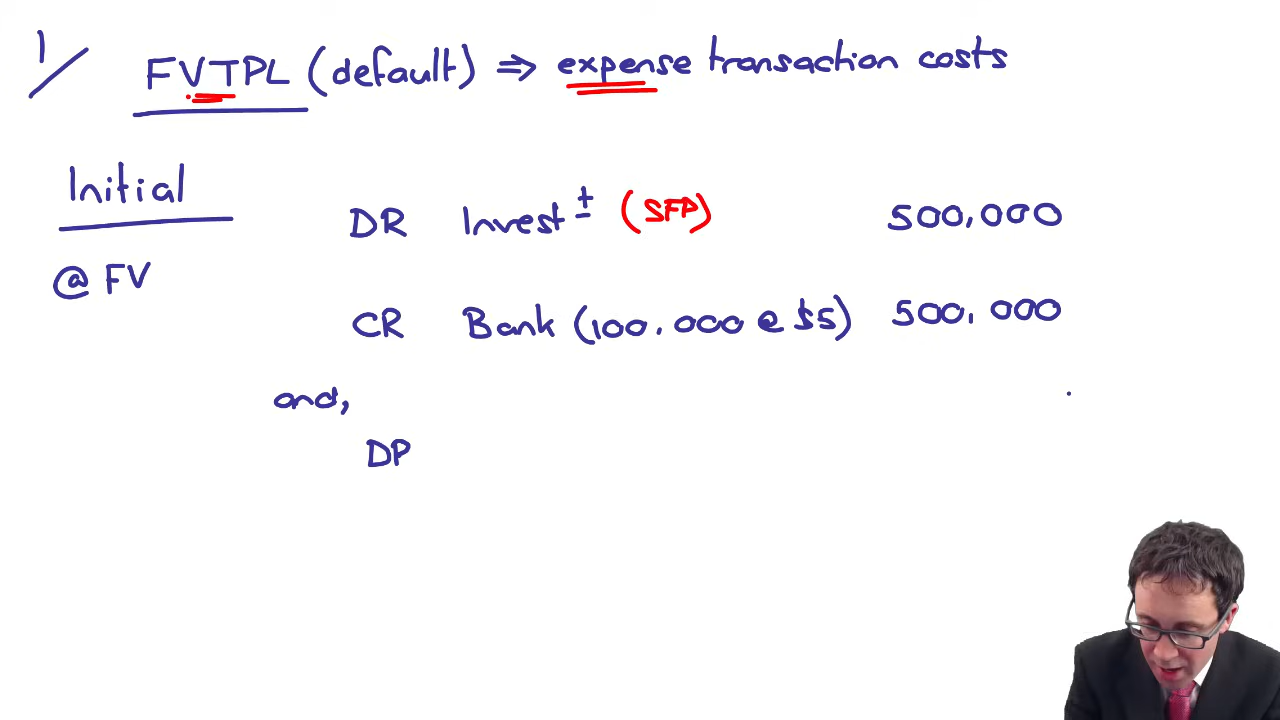 1/ FVTPL (default) ⇒ expense transaction costs
Initial
@ FV
DR Invest t (SFP) 500,000
CR Bank (100,000 @ $5) 500,000
and,
DP